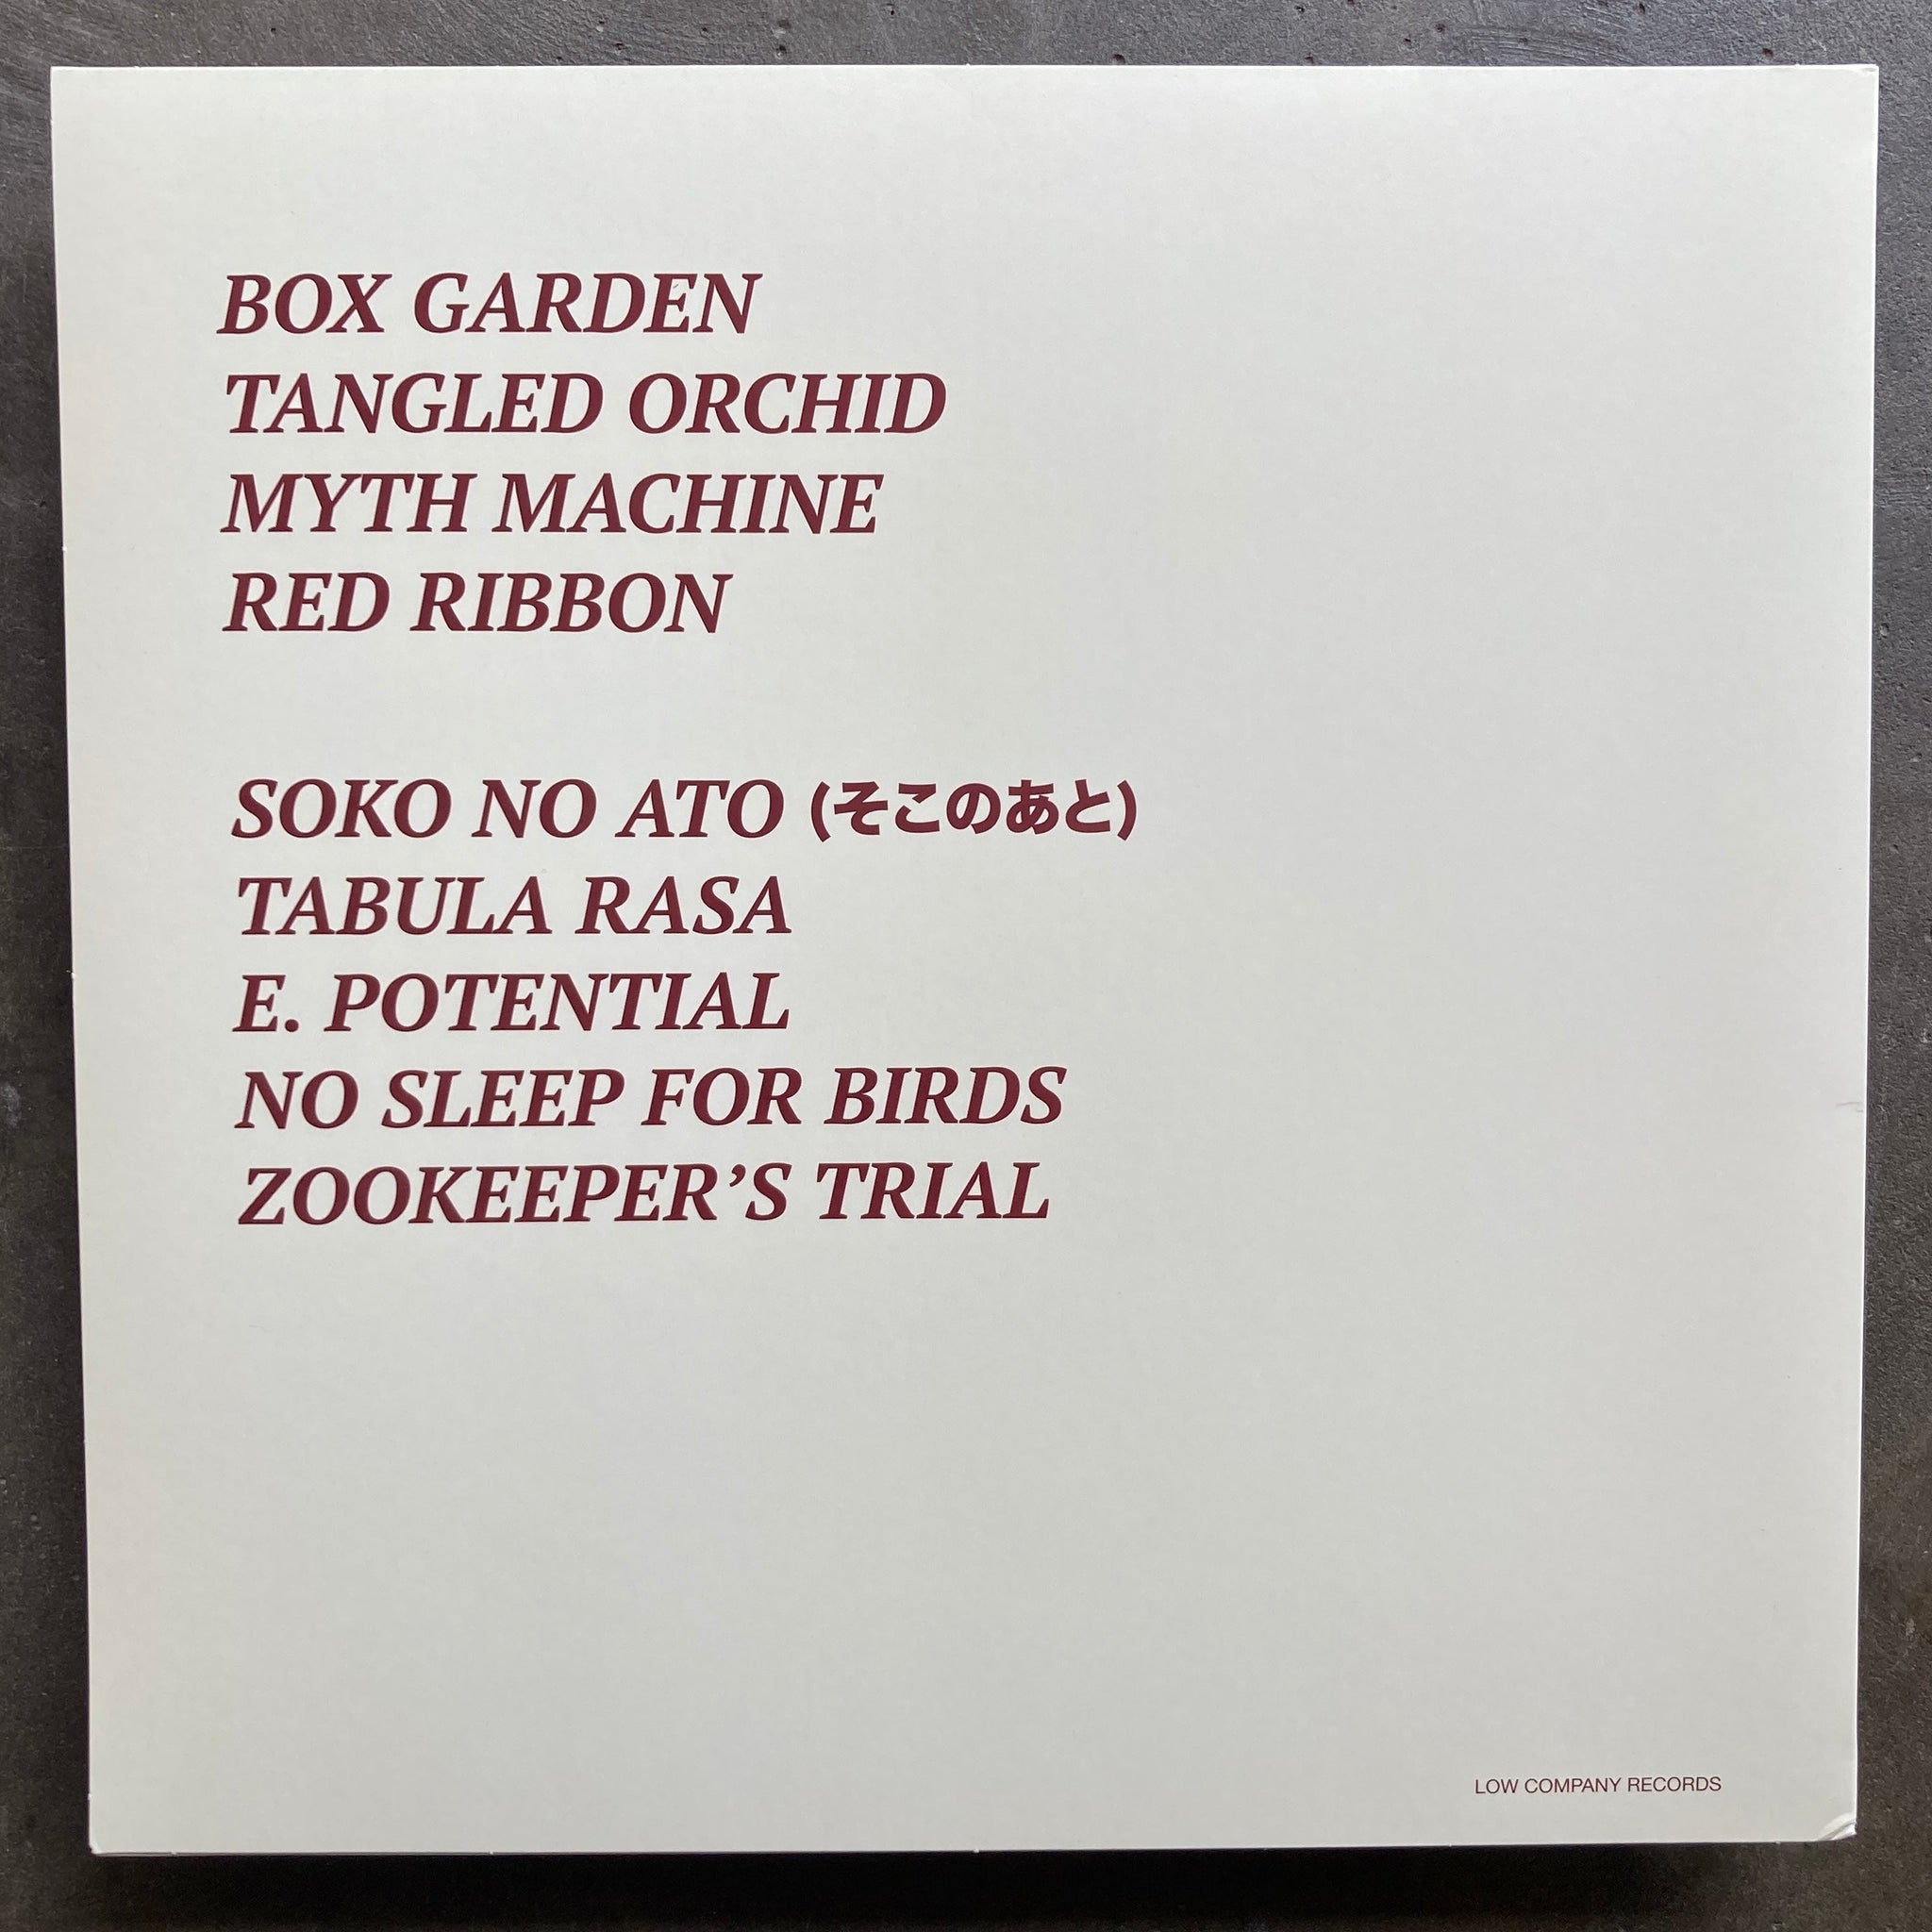 BOX GARDEN
TANGLED ORCHID
MYTH MACHINE
RED RIBBON
SOKO NO ATO (そこのあと)
TABULA RASA
E. POTENTIAL
NO SLEEP FOR BIRDS
ZOOKEEPER’S TRIAL
LOW COMPANY RECORDS